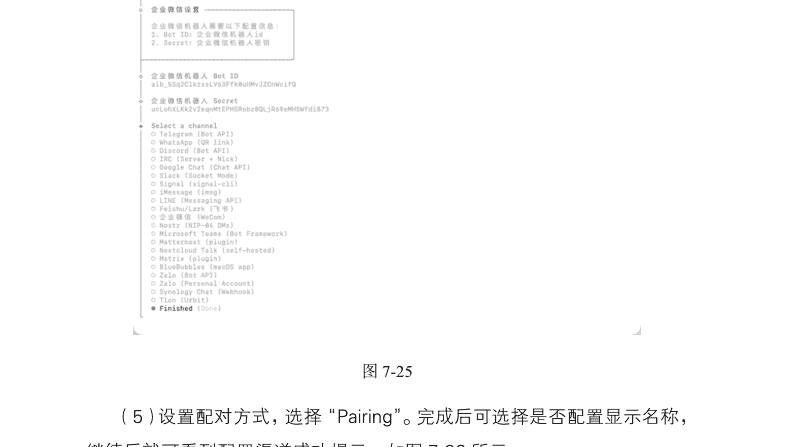 企业微信设置
企业微信机器人需要以下配置信息:
1. Bot ID: 企业微信机器人id
2. Secret: 企业微信机器人密钥
企业微信机器人 Bot ID
企业微信机器人 Secret
Select a channel
Telegram (Bot API)
WhatsApp (QR link)
Discord (Bot API)
IRC (Server + Nick)
Google Chat (Chat API)
Slack (Socket Mode)
Signal (signal-cli)
iMessage (imsg)
LINE (Messaging API)
Feishu/Lark (飞书)
企业微信 (WeCom)
Nostr (NIP-04 DMs)
Microsoft Teams (Bot Framework)
Mattermost (plugin)
Nextcloud Talk (self-hosted)
Matrix (plugin)
BlueBubbles (macOS app)
Zalo (Bot API)
Zalo (Personal Account)
Synology Chat (Webhook)
Tlon (Urbit)
Finished (Done)
图 7-25
（5）设置配对方式，选择 “Pairing”。完成后可选择是否配置显示名称，